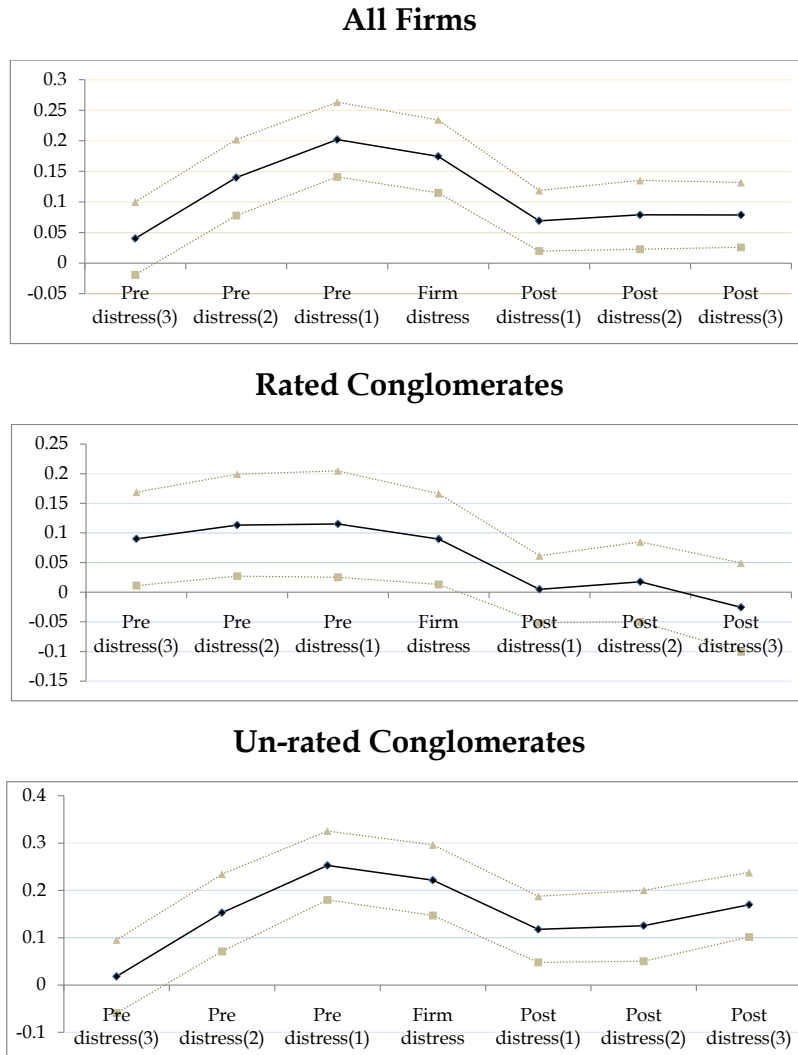 All Firms
0.3
0.25
0.2
0.15
0.1
0.05
0
-0.05
Pre distress(3)
Pre distress(2)
Pre distress(1)
Firm distress
Post distress(1)
Post distress(2)
Post distress(3)
Rated Conglomerates
0.25
0.2
0.15
0.1
0.05
0
-0.05
-0.1
-0.15
Pre distress(3)
Pre distress(2)
Pre distress(1)
Firm distress
Post distress(1)
Post distress(2)
Post distress(3)
Un-rated Conglomerates
0.4
0.3
0.2
0.1
0
-0.1
Pre distress(3)
Pre distress(2)
Pre distress(1)
Firm distress
Post distress(1)
Post distress(2)
Post distress(3)